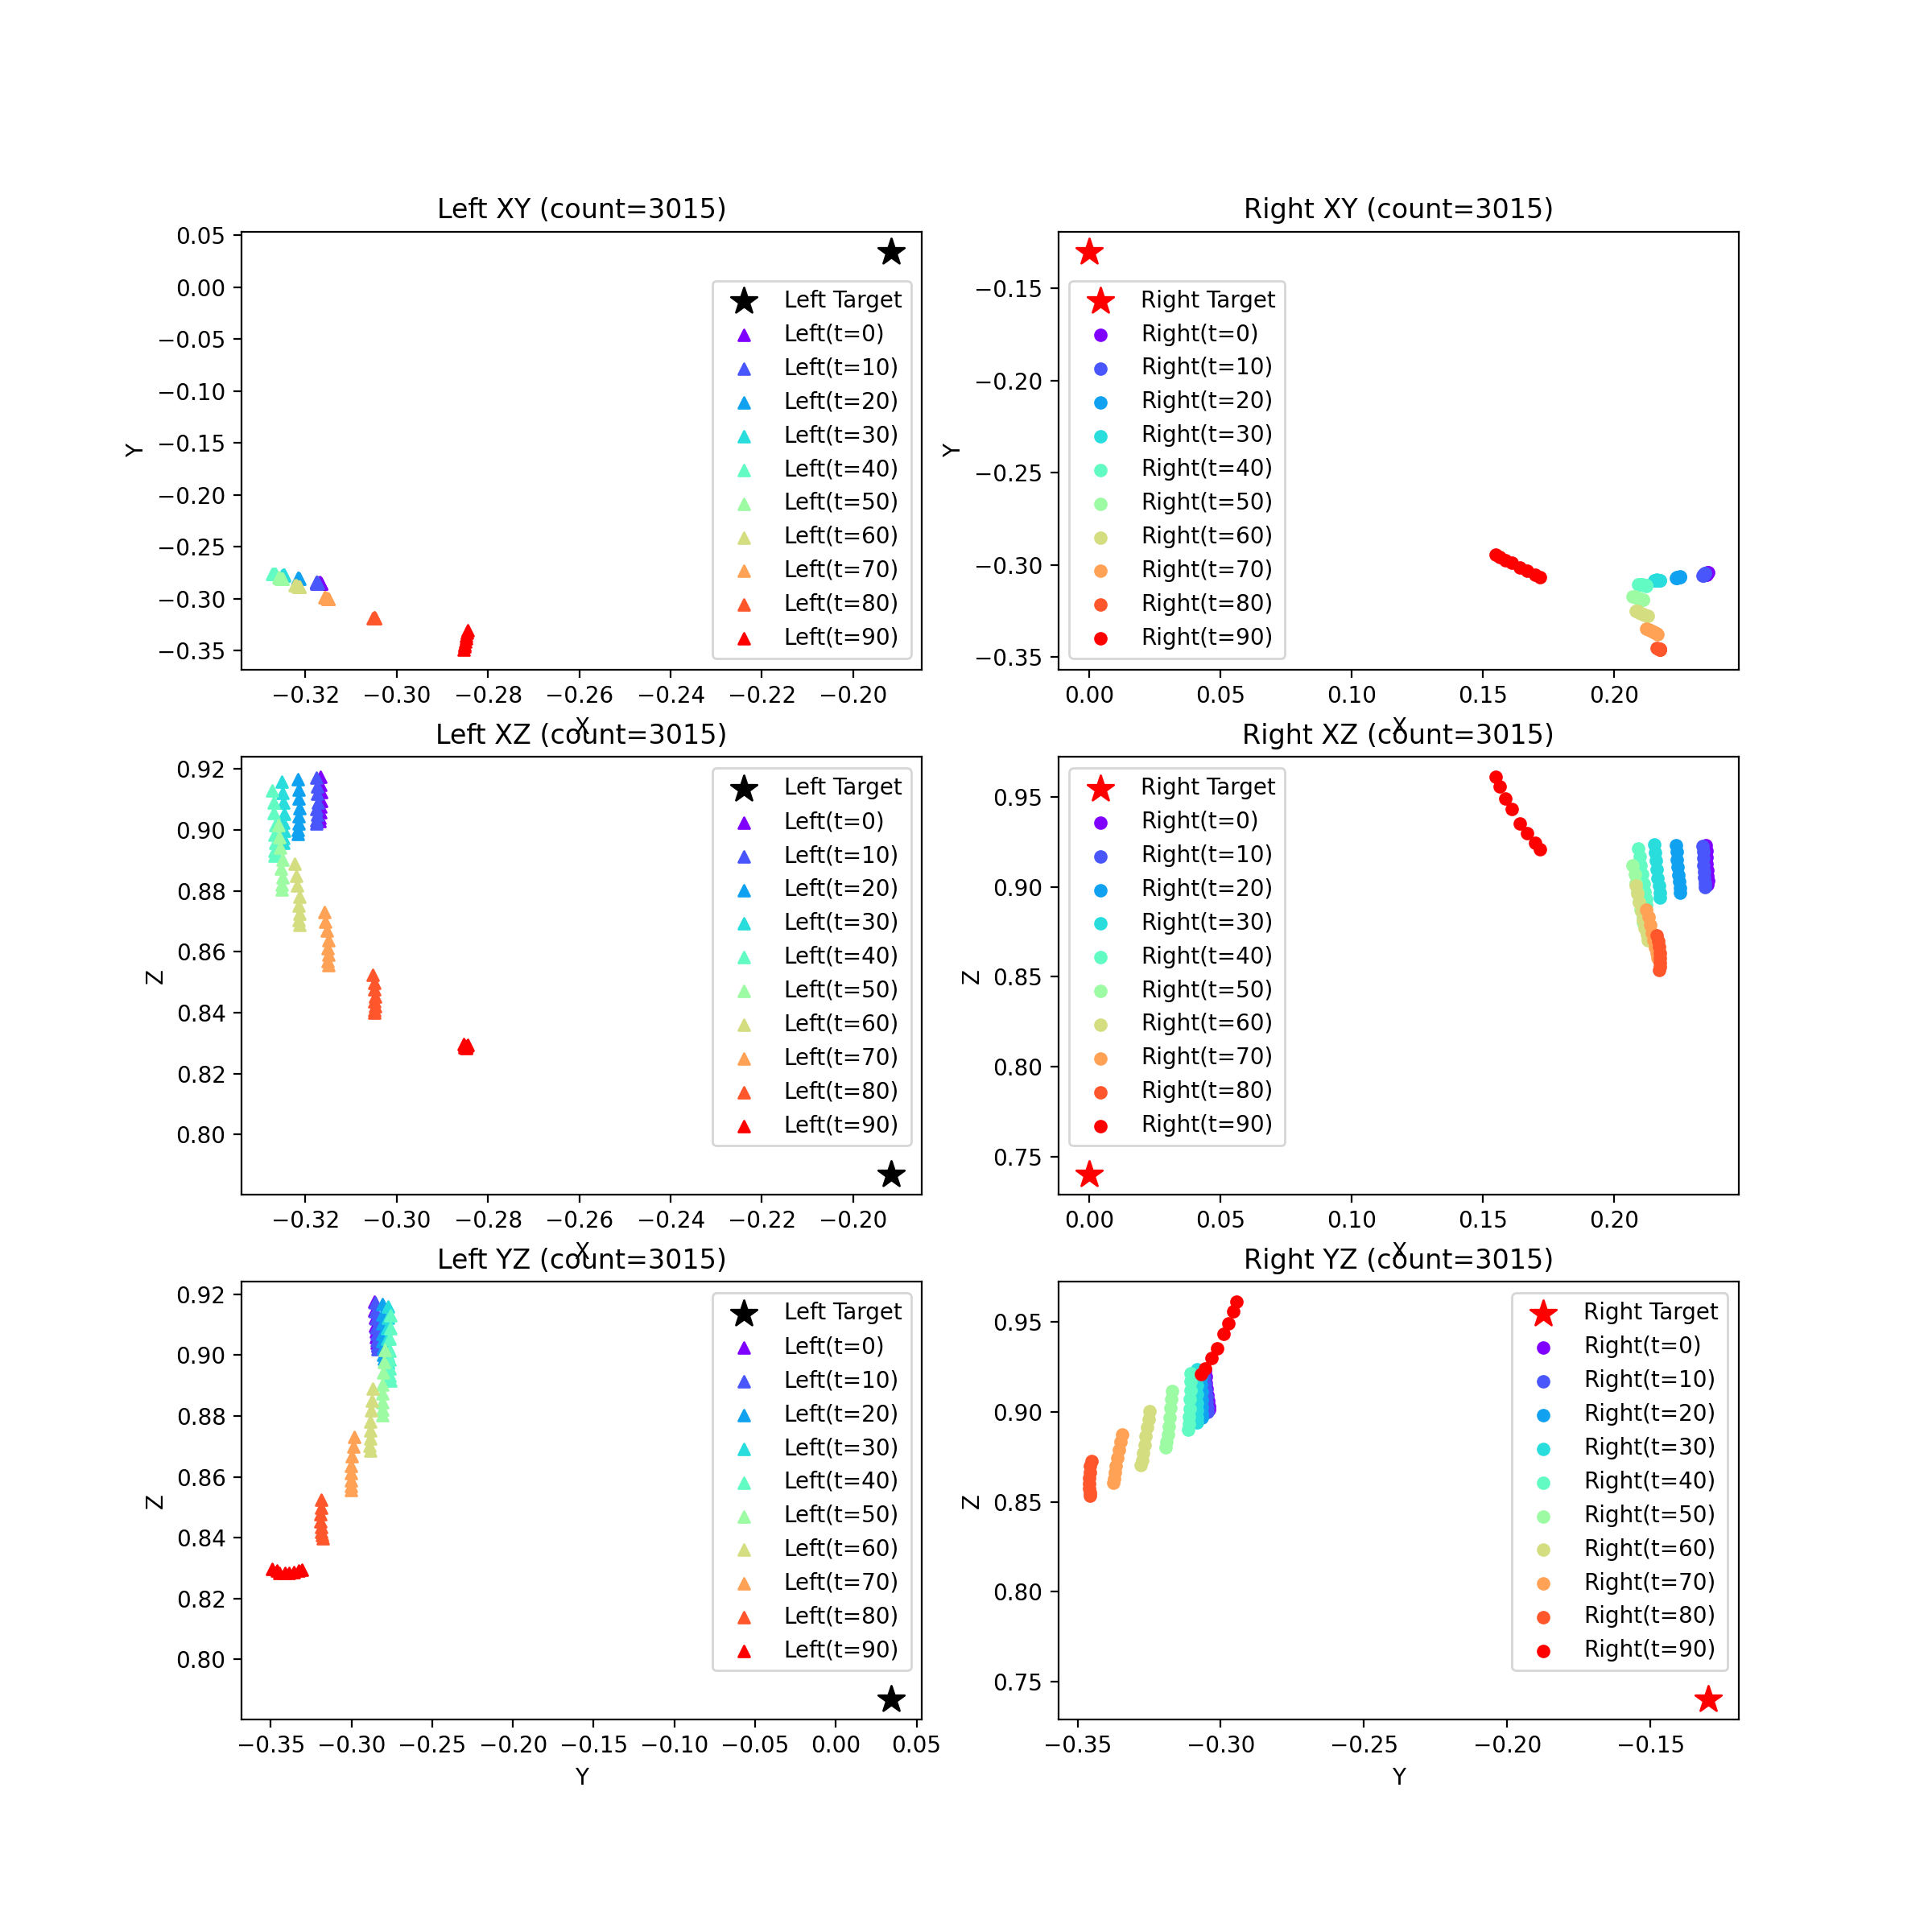 Left XY (count=3015)
Right XY (count=3015)
0.05
0.00
−0.05
−0.10
−0.15
−0.20
−0.25
−0.30
−0.35
Y
Left Target
Left(t=0)
Left(t=10)
Left(t=20)
Left(t=30)
Left(t=40)
Left(t=50)
Left(t=60)
Left(t=70)
Left(t=80)
Left(t=90)
−0.32 −0.30 −0.28 −0.26 −0.24 −0.22 −0.20
X
−0.15
−0.20
−0.25
−0.30
−0.35
Y
Right Target
Right(t=0)
Right(t=10)
Right(t=20)
Right(t=30)
Right(t=40)
Right(t=50)
Right(t=60)
Right(t=70)
Right(t=80)
Right(t=90)
0.00 0.05 0.10 0.15 0.20
X
Left XZ (count=3015)
Right XZ (count=3015)
0.92
0.90
0.88
0.86
0.84
0.82
0.80
Z
Left Target
Left(t=0)
Left(t=10)
Left(t=20)
Left(t=30)
Left(t=40)
Left(t=50)
Left(t=60)
Left(t=70)
Left(t=80)
Left(t=90)
−0.32 −0.30 −0.28 −0.26 −0.24 −0.22 −0.20
X
0.95
0.90
0.85
0.80
0.75
Z
Right Target
Right(t=0)
Right(t=10)
Right(t=20)
Right(t=30)
Right(t=40)
Right(t=50)
Right(t=60)
Right(t=70)
Right(t=80)
Right(t=90)
0.00 0.05 0.10 0.15 0.20
X
Left YZ (count=3015)
Right YZ (count=3015)
0.92
0.90
0.88
0.86
0.84
0.82
0.80
Z
Left Target
Left(t=0)
Left(t=10)
Left(t=20)
Left(t=30)
Left(t=40)
Left(t=50)
Left(t=60)
Left(t=70)
Left(t=80)
Left(t=90)
−0.35 −0.30 −0.25 −0.20 −0.15 −0.10 −0.05 0.00 0.05
Y
0.95
0.90
0.85
0.80
0.75
Z
Right Target
Right(t=0)
Right(t=10)
Right(t=20)
Right(t=30)
Right(t=40)
Right(t=50)
Right(t=60)
Right(t=70)
Right(t=80)
Right(t=90)
−0.35 −0.30 −0.25 −0.20 −0.15
Y